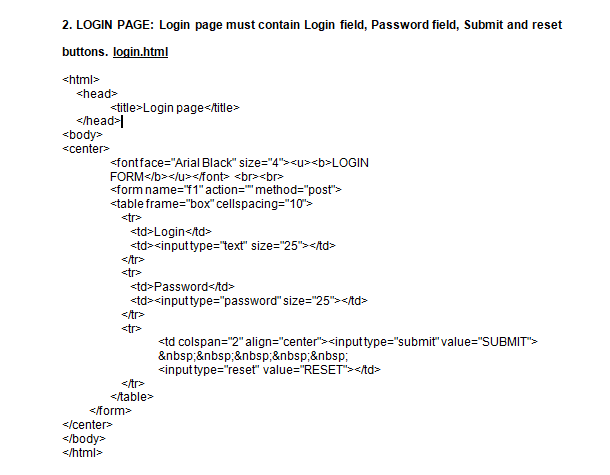 2. LOGIN PAGE: Login page must contain Login field, Password field, Submit and reset
buttons. login.html
<html>
<head>
<title>Login page</title>
</head>
<body>
<center>
<font face="Arial Black" size="4"><u><b>LOGIN
FORM</b></u></font> <br><br>
<form name="f1" action="" method="post">
<table frame="box" cellspacing="10">
<tr>
<td>Login</td>
<td><input type="text" size="25"></td>
</tr>
<tr>
<td>Password</td>
<td><input type="password" size="25"></td>
</tr>
<tr>
<td colspan="2" align="center"><input type="submit" value="SUBMIT">
&nbsp;&nbsp;&nbsp;&nbsp;&nbsp;
<input type="reset" value="RESET"></td>
</tr>
</table>
</form>
</center>
</body>
</html>